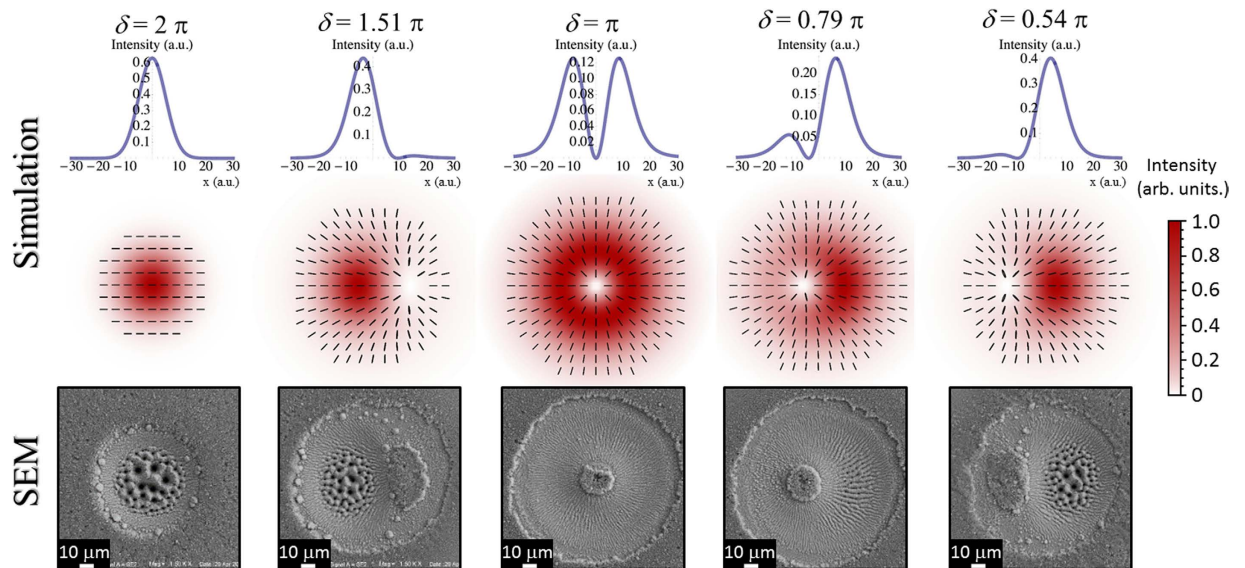 δ = 2 π
δ = 1.51 π
δ = π
δ = 0.79 π
δ = 0.54 π
Intensity (a.u.)
Intensity (a.u.)
Intensity (a.u.)
Intensity (a.u.)
Intensity (a.u.)
0.6
0.5
0.4
0.3
0.2
0.1
−30 −20 0 10 20 30
x (a.u.)
0.4
0.3
0.2
0.1
−30 −20 0 10 20 30
x (a.u.)
0.12
0.10
0.08
0.06
0.04
0.02
−30 −20 0 10 20 30
x (a.u.)
0.20
0.15
0.10
0.05
−30 −20 0 10 20 30
x (a.u.)
0.4
0.3
0.2
0.1
−30 −20 10 20 30
x (a.u.)
Simulation
Intensity
(arb. units.)
1.0
0.8
0.6
0.4
0.2
0
SEM
10 μm
10 μm
10 μm
10 μm
10 μm